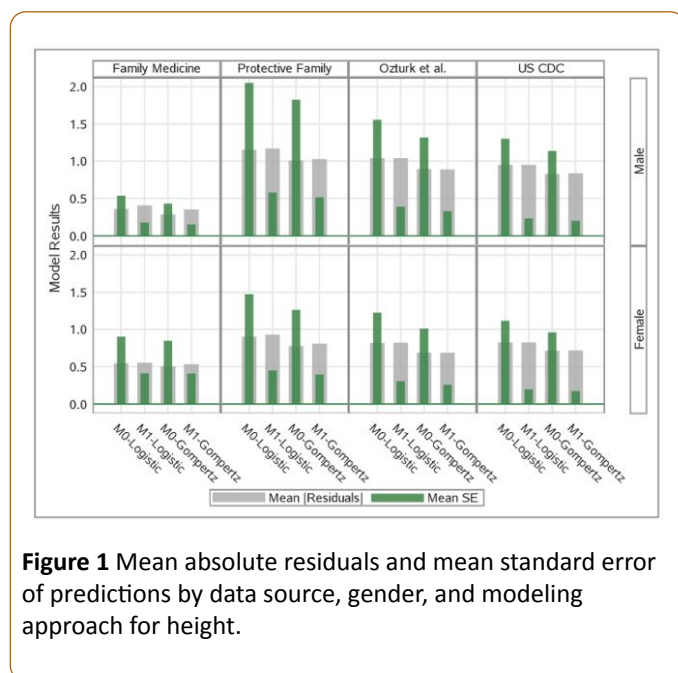 Family Medicine Protective Family Ozturk et al. US CDC
2.0
1.5
1.0
0.5
0.0
Male
Model Results
2.0
1.5
1.0
0.5
0.0
Female
M0-Logistic M1-Logistic M0-Gompertz M1-Gompertz M0-Logistic M1-Logistic M0-Gompertz M1-Gompertz M0-Logistic M1-Logistic M0-Gompertz M1-Gompertz M0-Logistic M1-Logistic M0-Gompertz M1-Gompertz
Mean |Residuals| Mean SE
Figure 1 Mean absolute residuals and mean standard error
of predictions by data source, gender, and modeling
approach for height.